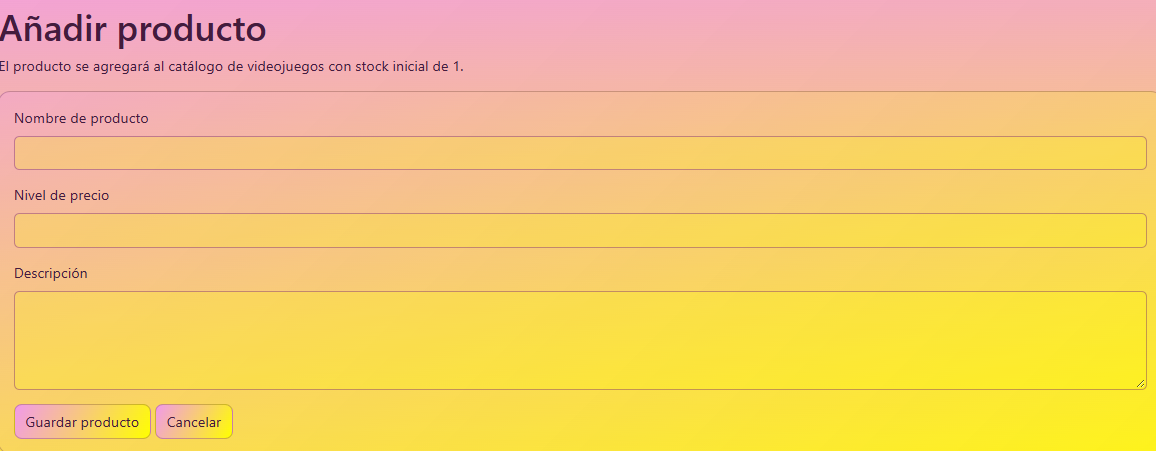 Añadir producto
El producto se agregará al catálogo de videojuegos con stock inicial de 1.
Nombre de producto
Nivel de precio
Descripción
Guardar producto Cancelar